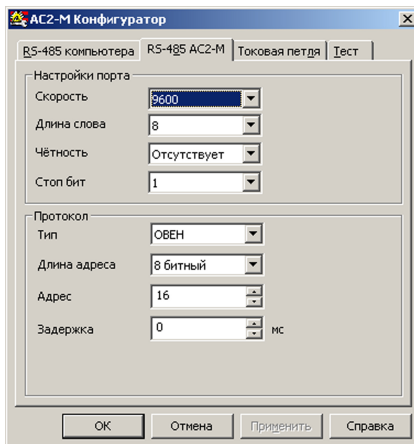 АС2-М Конфигуратор
RS-485 компьютера RS-485 АС2-М Токовая петля Тест
Настройки порта
Скорость 9600
Длина слова 8
Чётность Отсутствует
Стоп бит 1
Протокол
Тип ОВЕН
Длина адреса 8 битный
Адрес 16
Задержка 0 мс
ОК Отмена Применить Справка